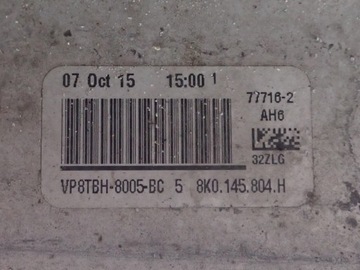 07 Oct 15 15:00 1
77716-2
AH6
32ZLG
VP8TBH-8005-BC 5 8K0.145.804.H